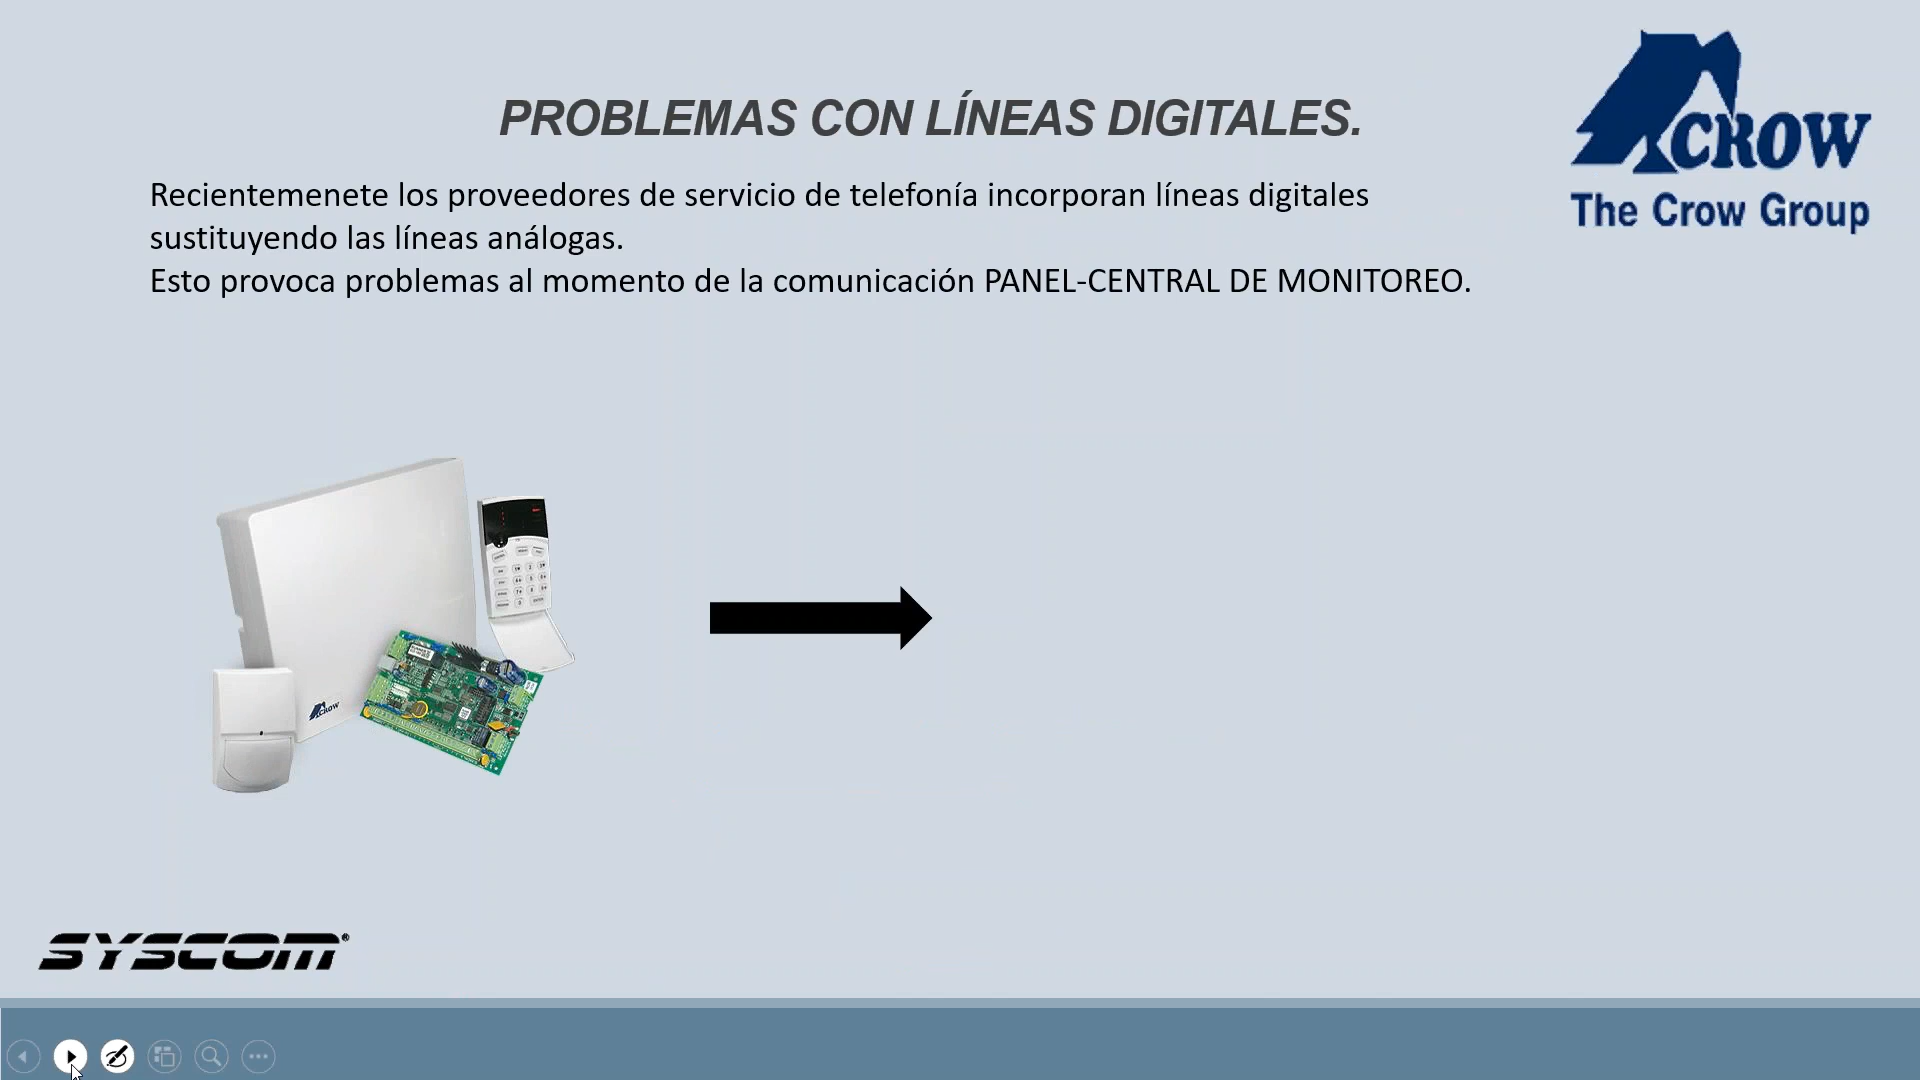 PROBLEMAS CON LÍNEAS DIGITALES.
CROW
The Crow Group
Recientemenete los proveedores de servicio de telefonía incorporan líneas digitales
sustituyendo las líneas análogas.
Esto provoca problemas al momento de la comunicación PANEL-CENTRAL DE MONITOREO.
CROW
SYSCOM®